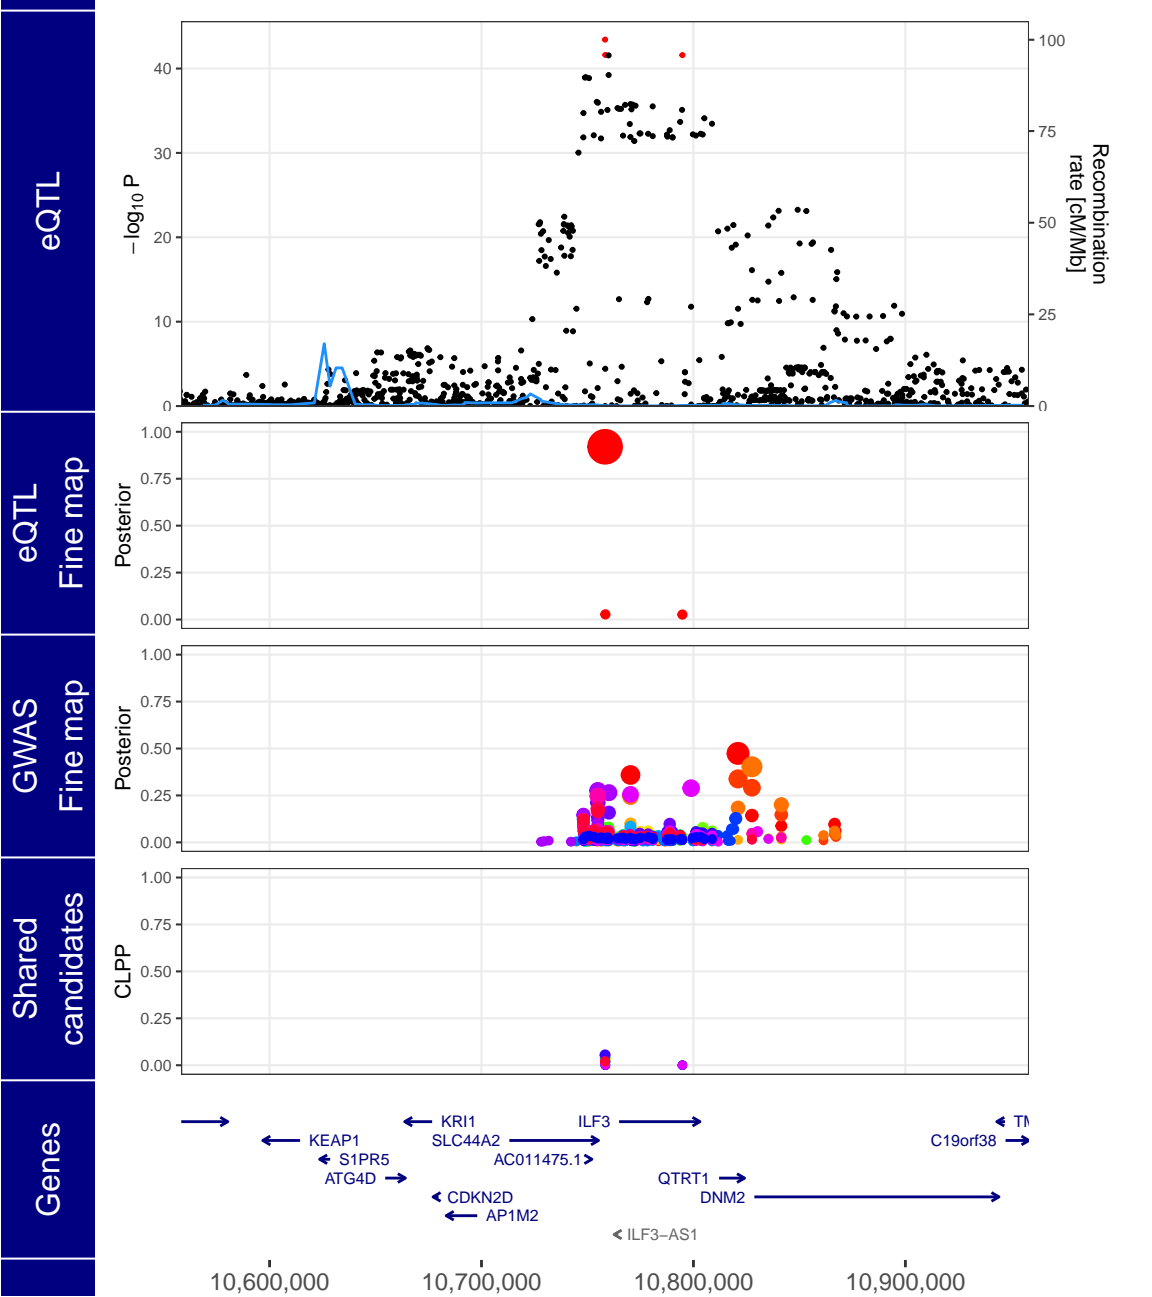 eQTL
−log10 P
40
30
20
10
0
100
75
50
25
0
Recombination
rate [cM/Mb]
eQTL
Fine map
Posterior
1.00
0.75
0.50
0.25
0.00
GWAS
Fine map
Posterior
1.00
0.75
0.50
0.25
0.00
Shared
candidates
CLPP
1.00
0.75
0.50
0.25
0.00
Genes
KRI1
ILF3
KEAP1
SLC44A2
C19orf38
S1PR5
AC011475.1
ATG4D
QTRT1
CDKN2D
DNM2
AP1M2
ILF3−AS1
10,600,000
10,700,000
10,800,000
10,900,000